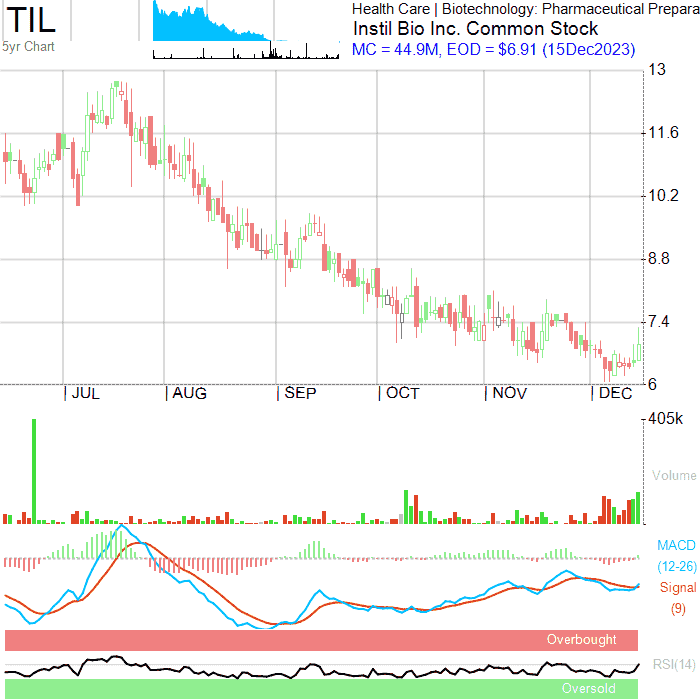 TIL
5yr Chart
Health Care | Biotechnology: Pharmaceutical Prepara
Instil Bio Inc. Common Stock
MC = 44.9M, EOD = $6.91 (15Dec2023)
13
11.6
10.2
8.8
7.4
6
JUL AUG SEP OCT NOV DEC
405k
Volume
MACD
(12-26)
Signal
(9)
Overbought
RSI(14)
Oversold